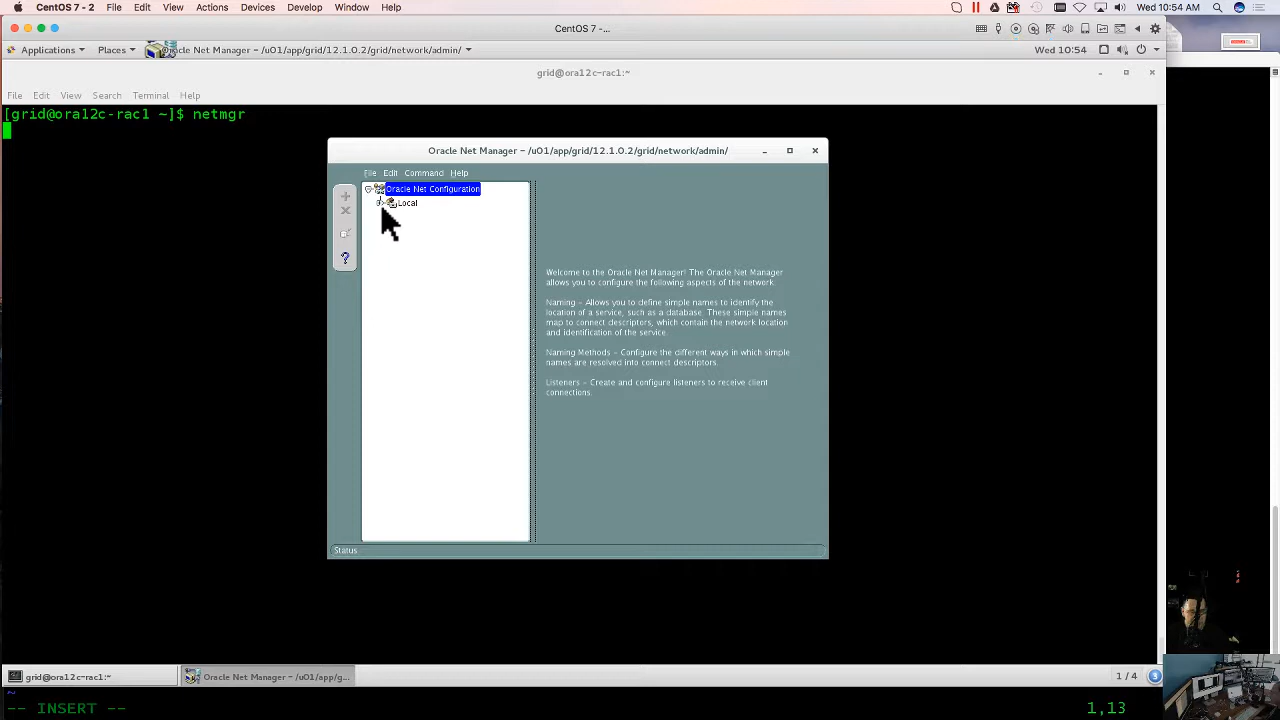 CentOS 7 - 2 File Edit View Actions Devices Develop Window Help Wed 10:54 AM
CentOS 7 -...
Applications Places Oracle Net Manager - /u01/app/grid/12.1.0.2/grid/network/admin/ Wed 10:54
grid@ora12c-rac1:~
File Edit View Search Terminal Help
[grid@ora12c-rac1 ~]$ netmgr
Oracle Net Manager - /u01/app/grid/12.1.0.2/grid/network/admin/
File Edit Command Help
Oracle Net Configuration
Local
Welcome to the Oracle Net Manager! The Oracle Net Manager
allows you to configure the following aspects of the network:
Naming - Allows you to define simple names to identify the
location of a service, such as a database. These simple names
map to connect descriptors, which contain the network location
and identification of the service.
Naming Methods - Configure the different ways in which simple
names are resolved into connect descriptors.
Listeners - Create and configure listeners to receive client
connections.
Status
grid@ora12c-rac1:~ Oracle Net Manager - /u01/app/g... 1 / 4 3
~
-- INSERT -- 1,13